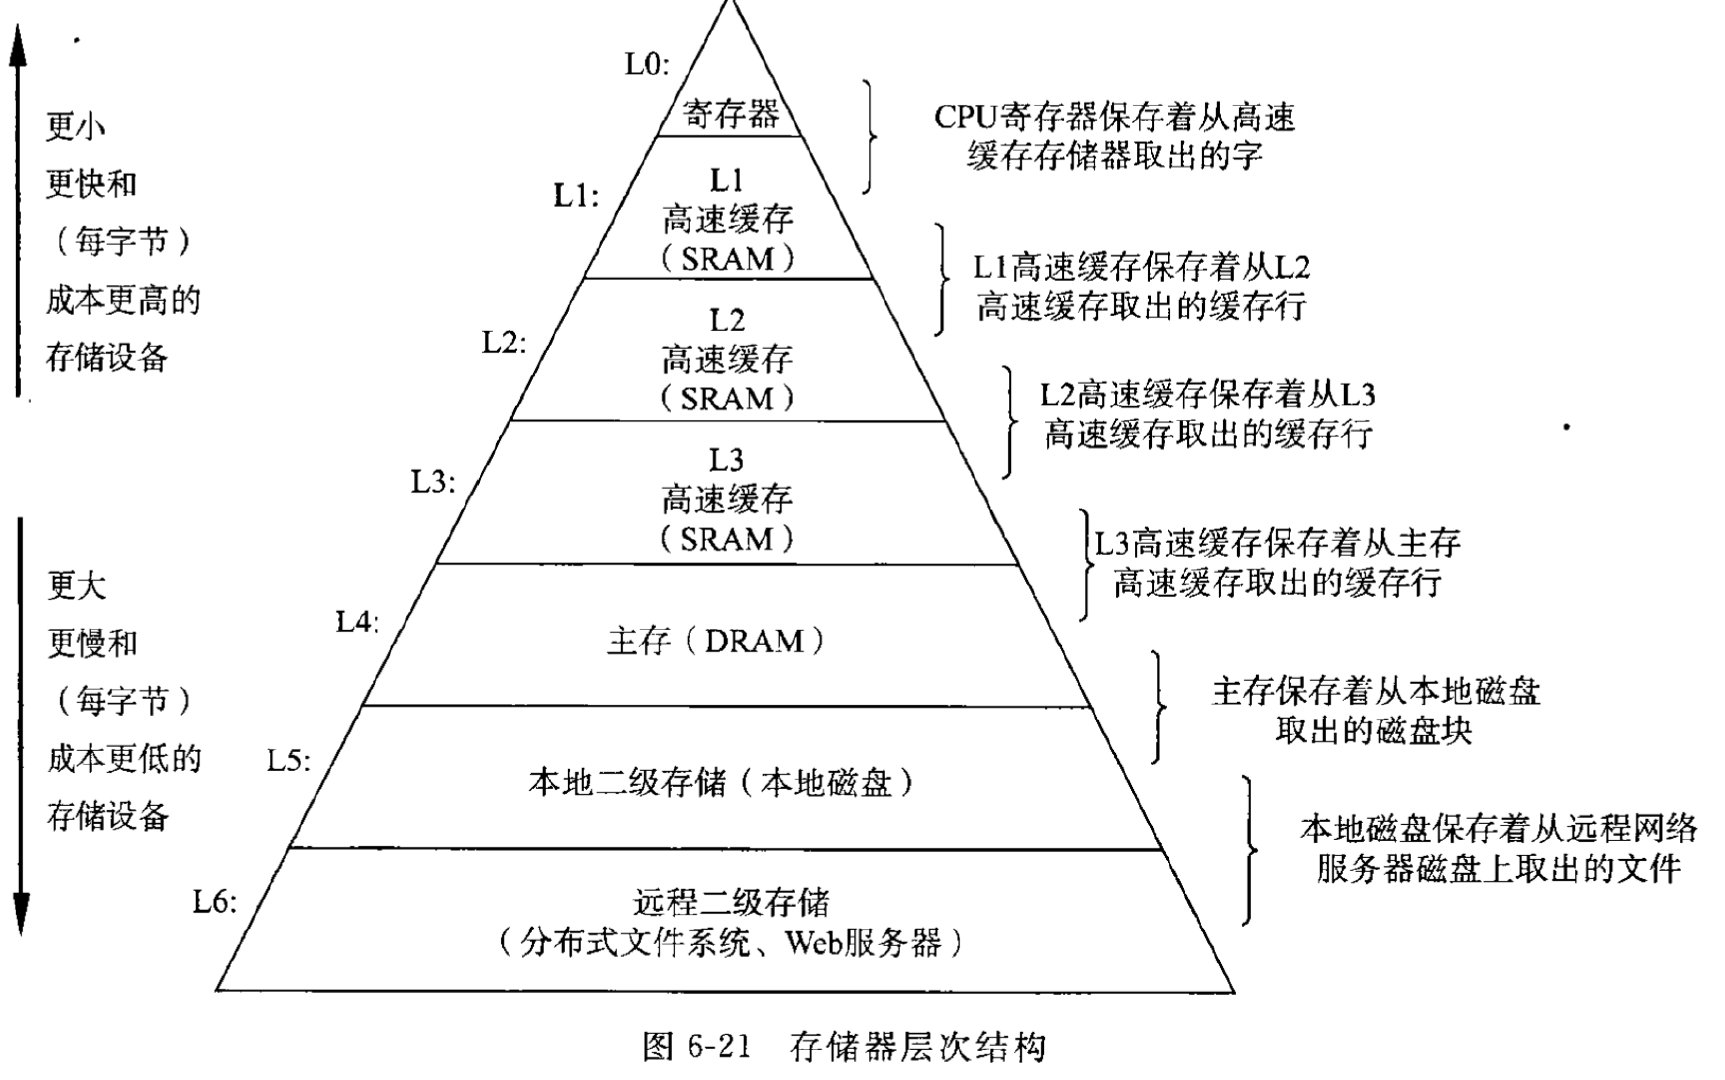 更小
更快和
（每字节）
成本更高的
存储设备
更大
更慢和
（每字节）
成本更低的
存储设备
L0:
寄存器
CPU寄存器保存着从高速
缓存存储器取出的字
L1:
L1
高速缓存
（SRAM）
L1高速缓存保存着从L2
高速缓存取出的缓存行
L2:
L2
高速缓存
（SRAM）
L2高速缓存保存着从L3
高速缓存取出的缓存行
L3:
L3
高速缓存
（SRAM）
L3高速缓存保存着从主存
高速缓存取出的缓存行
L4:
主存（DRAM）
主存保存着从本地磁盘
取出的磁盘块
L5:
本地二级存储（本地磁盘）
本地磁盘保存着从远程网络
服务器磁盘上取出的文件
L6:
远程二级存储
（分布式文件系统、Web服务器）
图 6-21 存储器层次结构